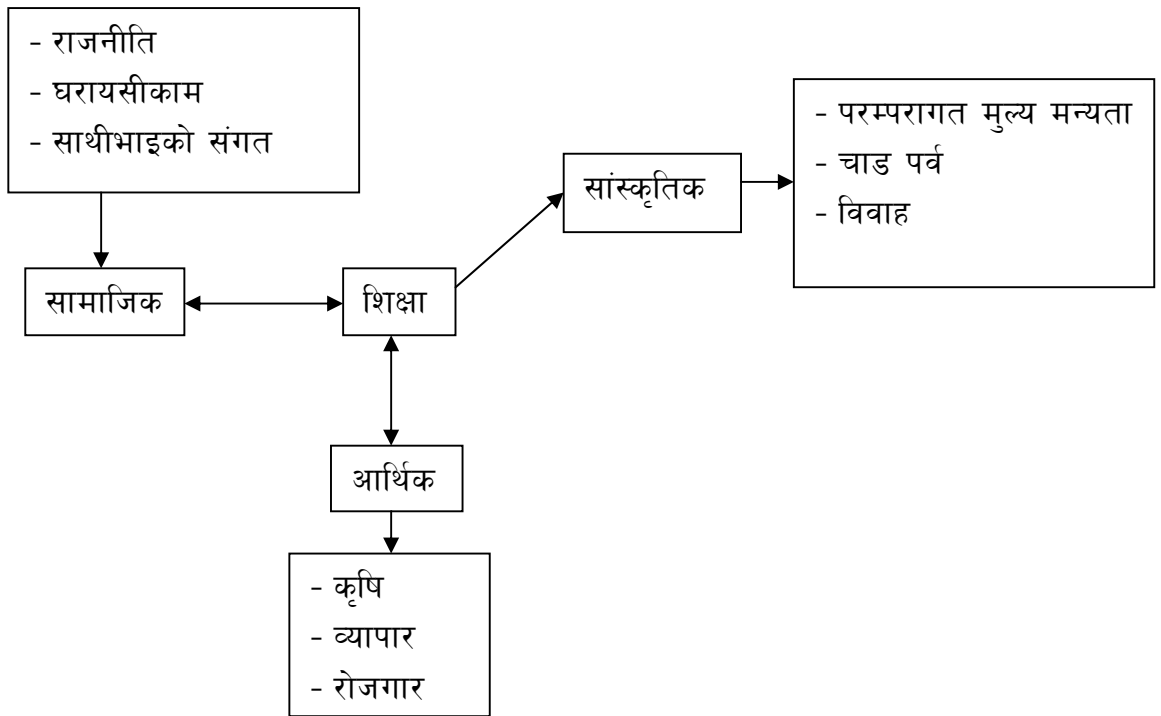 - राजनीति
- घरायसीकाम
- साथीभाइको संगत
- परम्परागत मुल्य मन्यता
- चाड पर्व
- विवाह
सांस्कृतिक
सामाजिक
शिक्षा
आर्थिक
- कृषि
- व्यापार
- रोजगार